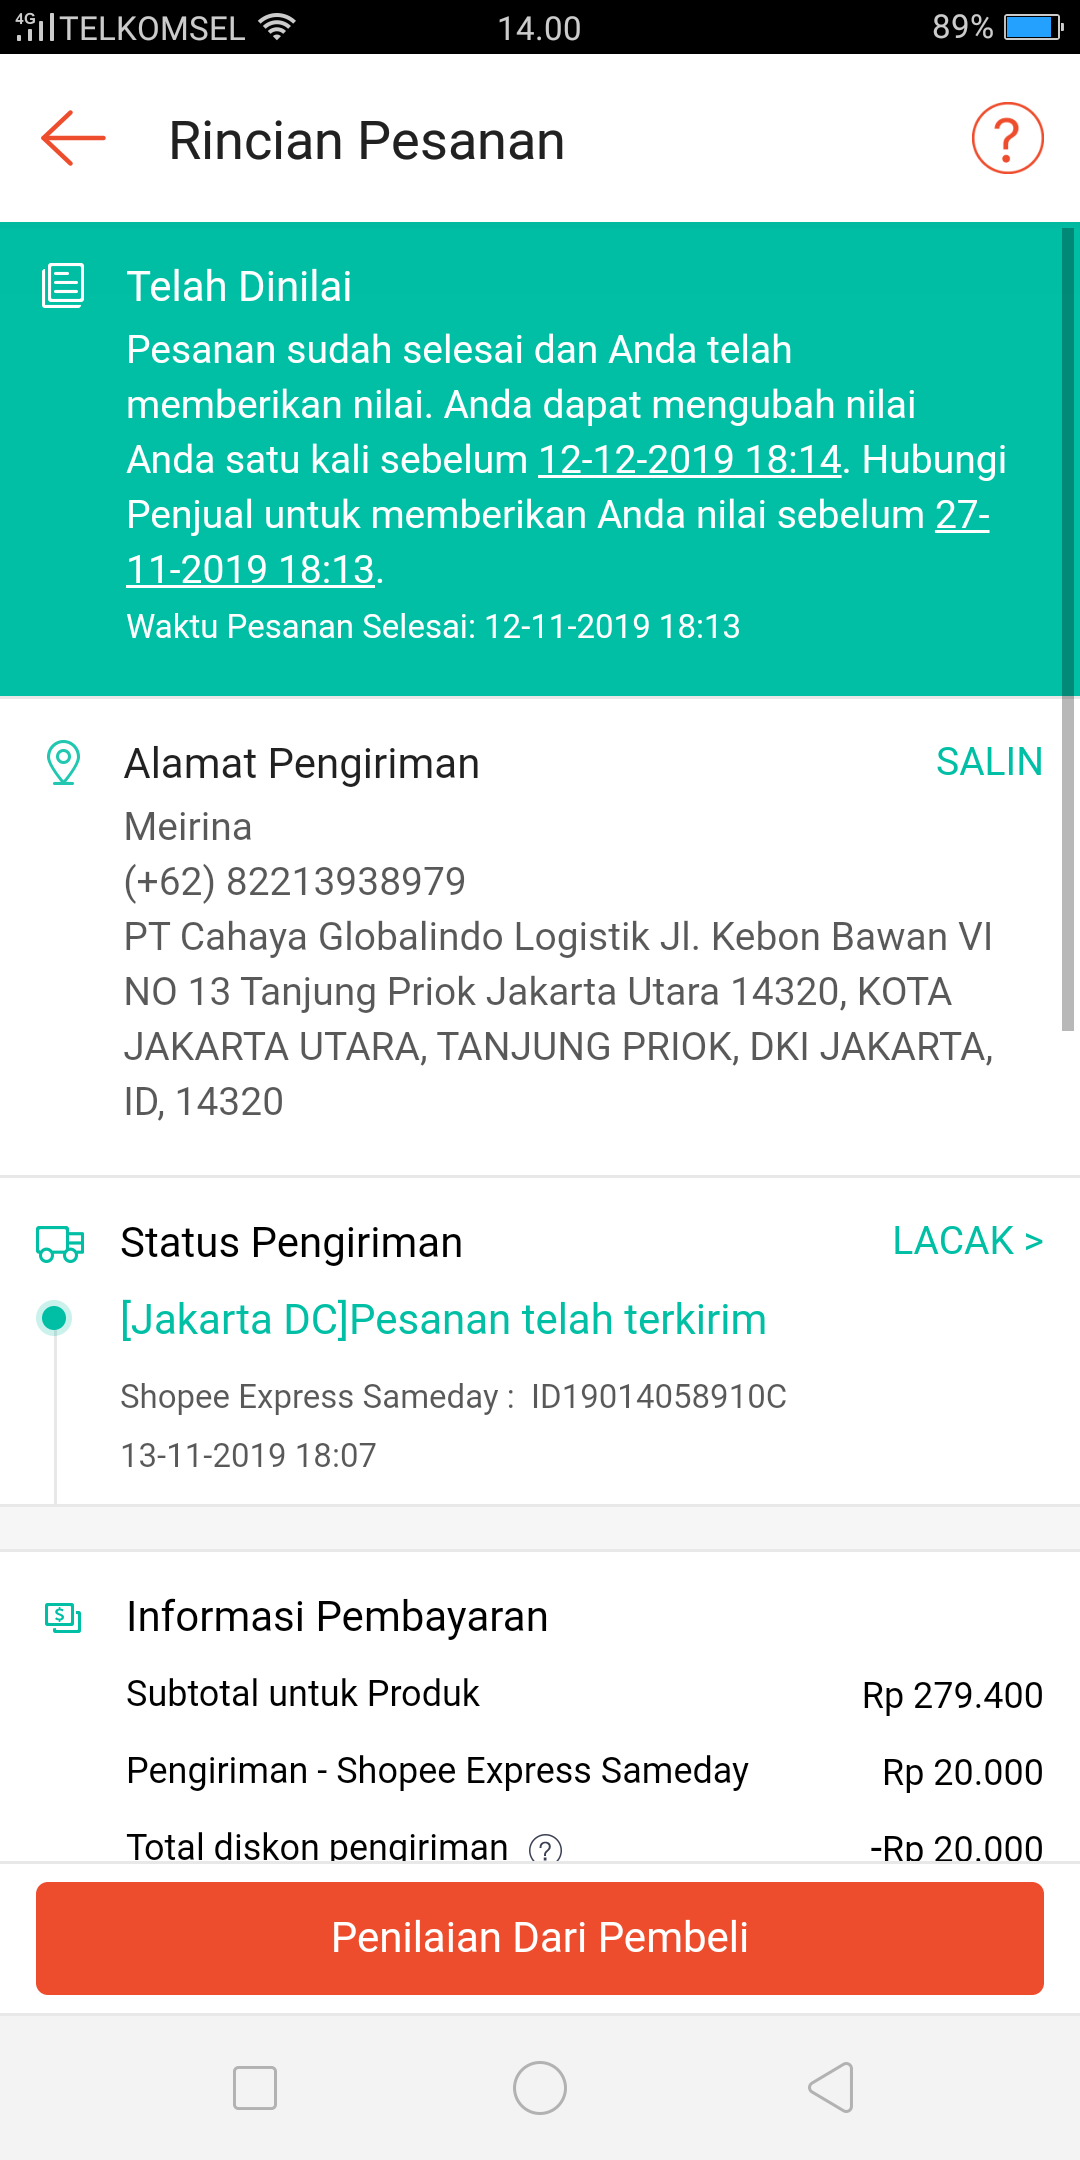 4G TELKOMSEL 14.00 89%
Rincian Pesanan ?
Telah Dinilai
Pesanan sudah selesai dan Anda telah
memberikan nilai. Anda dapat mengubah nilai
Anda satu kali sebelum 12-12-2019 18:14. Hubungi
Penjual untuk memberikan Anda nilai sebelum 27-
11-2019 18:13.
Waktu Pesanan Selesai: 12-11-2019 18:13
Alamat Pengiriman SALIN
Meirina
(+62) 82213938979
PT Cahaya Globalindo Logistik Jl. Kebon Bawan VI
NO 13 Tanjung Priok Jakarta Utara 14320, KOTA
JAKARTA UTARA, TANJUNG PRIOK, DKI JAKARTA,
ID, 14320
Status Pengiriman LACAK >
[Jakarta DC]Pesanan telah terkirim
Shopee Express Sameday : ID19014058910C
13-11-2019 18:07
$ Informasi Pembayaran
Subtotal untuk Produk Rp 279.400
Pengiriman - Shopee Express Sameday Rp 20.000
Total diskon pengiriman ? -Rp 20.000
Penilaian Dari Pembeli